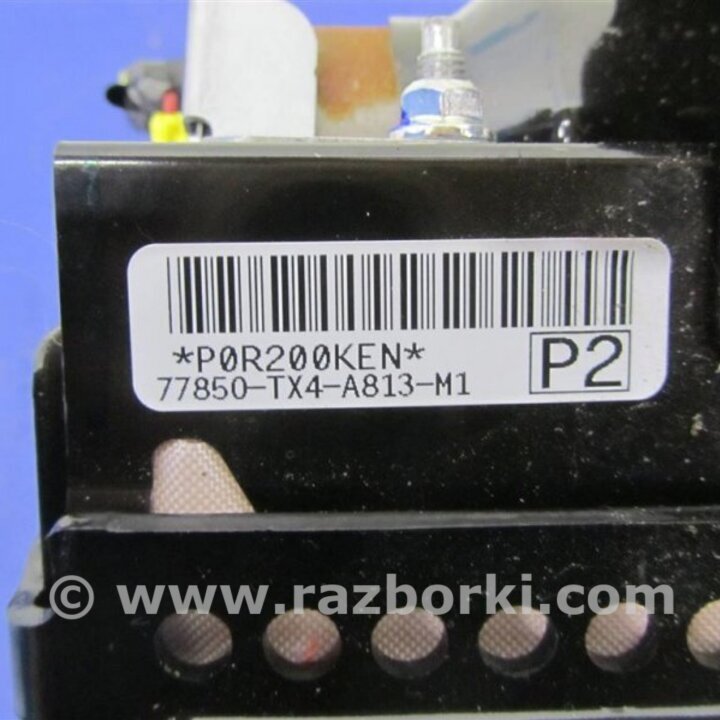 *P0R200KEN*
77850-TX4-A813-M1
P2
© www.razborki.com